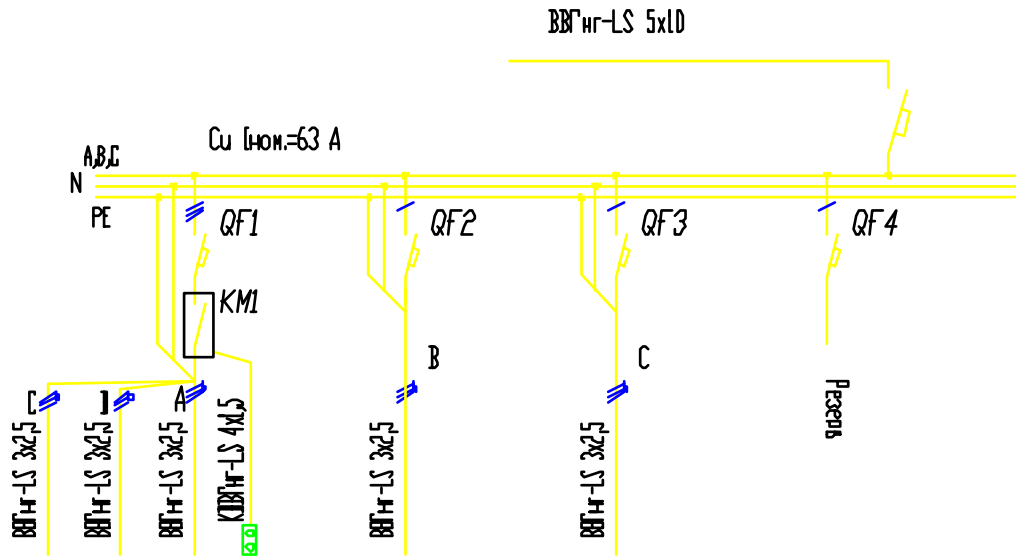 ВВГнг-LS 5х10
Cu Iном.=63 А
A,B,C
N
PE
QF1
QF2
QF3
QF4
KM1
B
C
A
Резерв
ВВГнг-LS 3х2,5
ВВГнг-LS 3х2,5
ВВГнг-LS 3х2,5
КВВГнг-LS 4х1,5
ВВГнг-LS 3х2,5
ВВГнг-LS 3х2,5